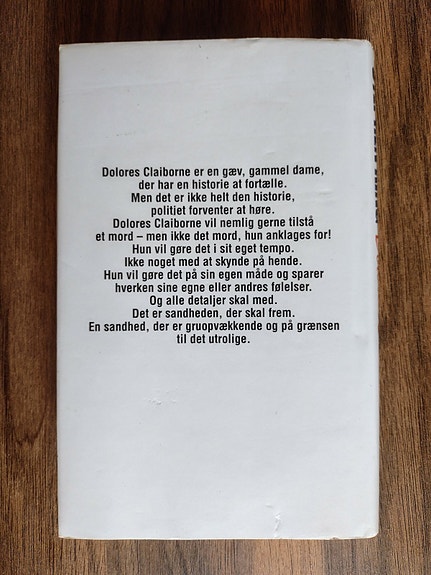 Dolores Claiborne er en gæv, gammel dame,
der har en historie at fortælle.
Men det er ikke helt den historie,
politiet forventer at høre.
Dolores Claiborne vil nemlig gerne tilstå
et mord – men ikke det mord, hun anklages for!
Hun vil gøre det i sit eget tempo.
Ikke noget med at skynde på hende.
Hun vil gøre det på sin egen måde og sparer
hverken sine egne eller andres følelser.
Og alle detaljer skal med.
Det er sandheden, der skal frem.
En sandhed, der er gruopvækkende og på grænsen
til det utrolige.